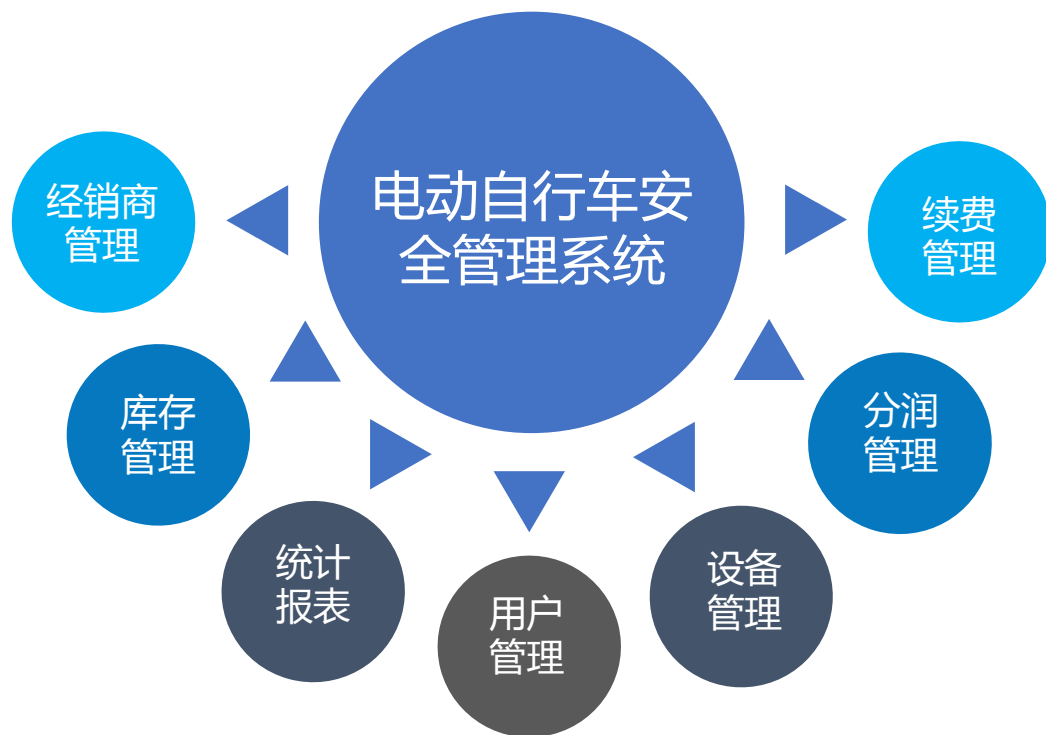 电动自行车安
全管理系统
经销商
管理
续费
管理
库存
管理
分润
管理
统计
报表
设备
管理
用户
管理